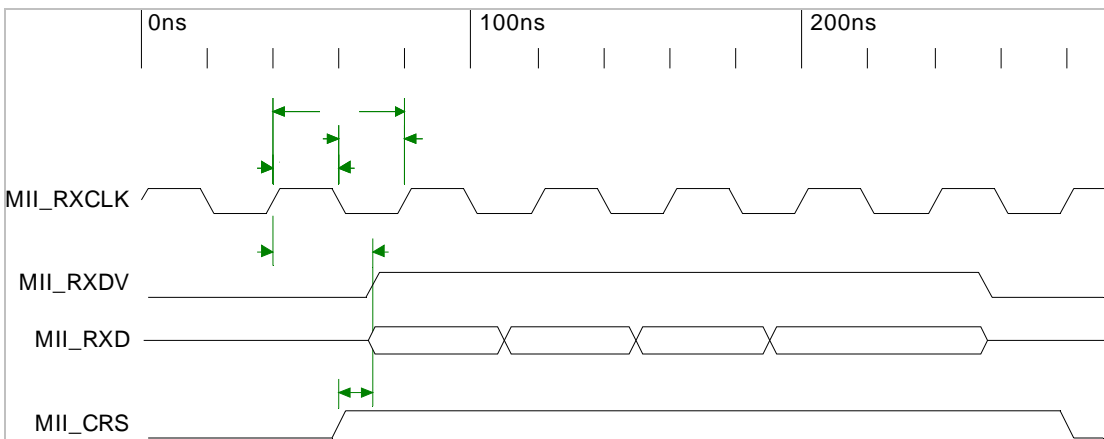 0ns 100ns 200ns
MII_RXCLK
MII_RXDV
MII_RXD
MII_CRS